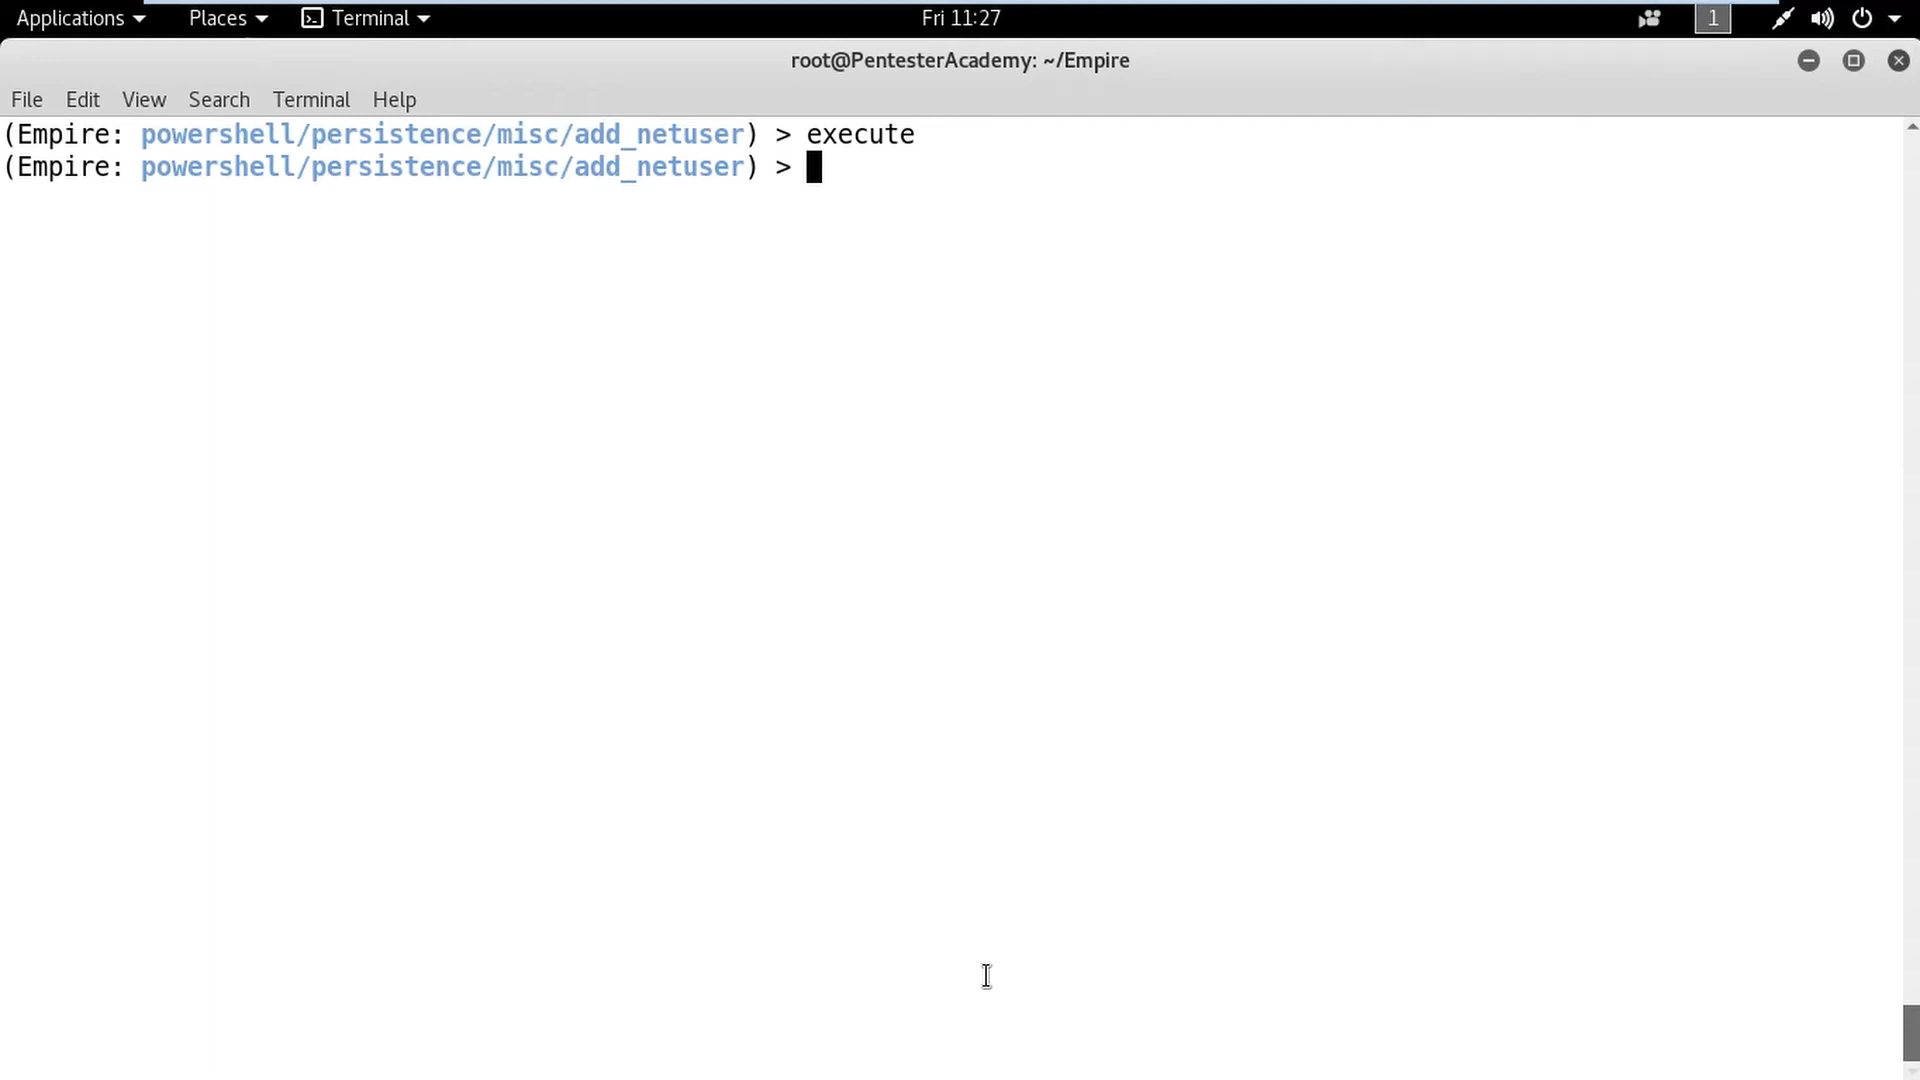 Applications Places Terminal Fri 11:27 1
root@PentesterAcademy: ~/Empire
File Edit View Search Terminal Help
(Empire: powershell/persistence/misc/add_netuser) > execute
(Empire: powershell/persistence/misc/add_netuser) >